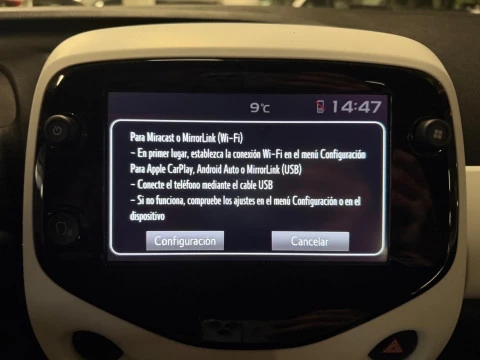 9°C
14:47
Para Miracast o MirrorLink (Wi-Fi)
- En primer lugar, establezca la conexión Wi-Fi en el menú Configuración
Para Apple CarPlay, Android Auto o MirrorLink (USB)
- Conecte el teléfono mediante el cable USB
- Si no funciona, compruebe los ajustes en el menú Configuración o en el
dispositivo
Configuración
Cancelar